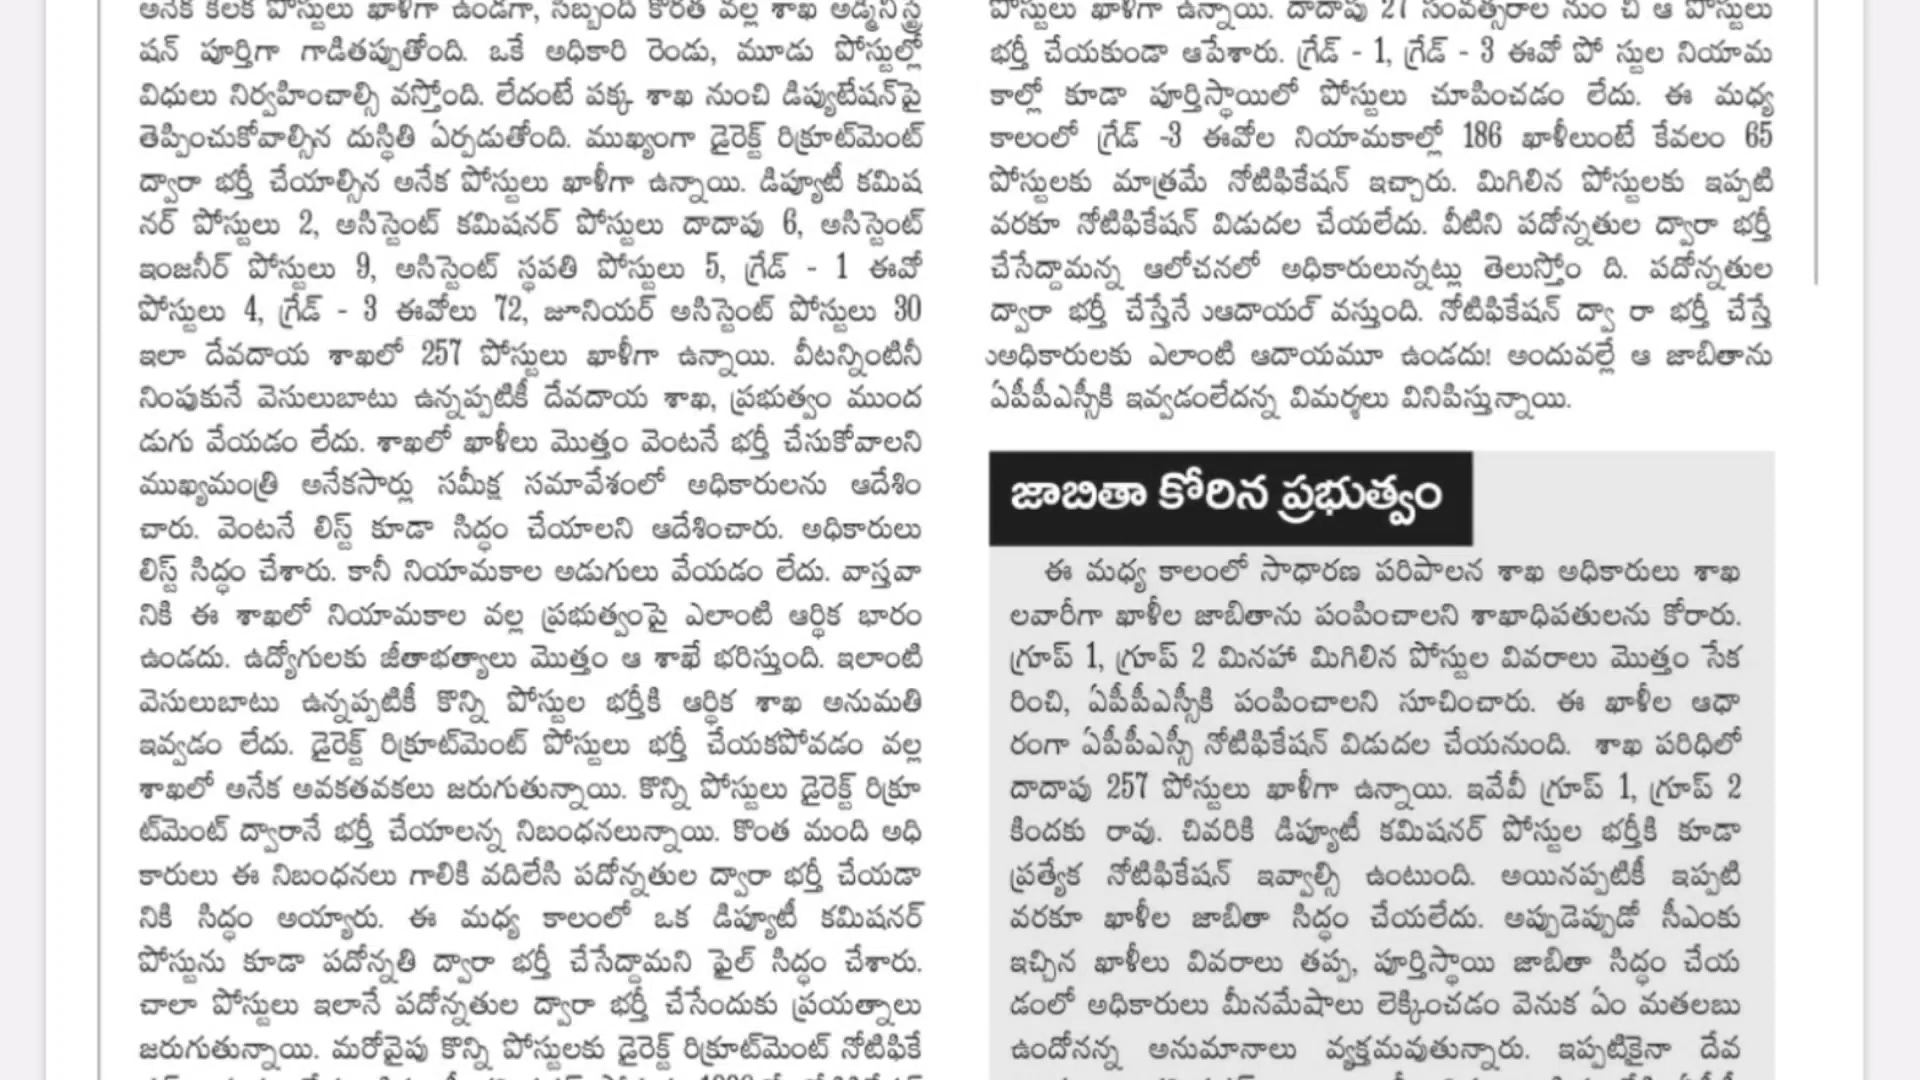 అనేక కీలక పోస్టులు ఖాళీగా ఉండగా, సిబ్బంది కొరత వల్ల శాఖ అడ్మినిస్ట్రే
షన్ పూర్తిగా గాడితప్పుతోంది. ఒకే అధికారి రెండు, మూడు పోస్టుల్లో
విధులు నిర్వహించాల్సి వస్తోంది. లేదంటే పక్క శాఖ నుంచి డిప్యుటేషన్‌పై
తెప్పించుకోవాల్సిన దుస్థితి ఏర్పడుతోంది. ముఖ్యంగా డైరెక్ట్ రిక్రూట్‌మెంట్
ద్వారా భర్తీ చేయాల్సిన అనేక పోస్టులు ఖాళీగా ఉన్నాయి. డిప్యూటీ కమిష
నర్ పోస్టులు 2, అసిస్టెంట్ కమిషనర్ పోస్టులు దాదాపు 6, అసిస్టెంట్
ఇంజనీర్ పోస్టులు 9, అసిస్టెంట్ స్థపతి పోస్టులు 5, గ్రేడ్ - 1 ఈవో
పోస్టులు 4, గ్రేడ్ - 3 ఈవోలు 72, జూనియర్ అసిస్టెంట్ పోస్టులు 30
ఇలా దేవదాయ శాఖలో 257 పోస్టులు ఖాళీగా ఉన్నాయి. వీటన్నింటినీ
నింపుకునే వెసులుబాటు ఉన్నప్పటికీ దేవదాయ శాఖ, ప్రభుత్వం ముంద
డుగు వేయడం లేదు. శాఖలో ఖాళీలు మొత్తం వెంటనే భర్తీ చేసుకోవాలని
ముఖ్యమంత్రి అనేకసార్లు సమీక్ష సమావేశంలో అధికారులను ఆదేశిం
చారు. వెంటనే లిస్ట్ కూడా సిద్ధం చేయాలని ఆదేశించారు. అధికారులు
లిస్ట్ సిద్ధం చేశారు. కానీ నియామకాల అడుగులు వేయడం లేదు. వాస్తవా
నికి ఈ శాఖలో నియామకాల వల్ల ప్రభుత్వంపై ఎలాంటి ఆర్థిక భారం
ఉండదు. ఉద్యోగులకు జీతాభత్యాలు మొత్తం ఆ శాఖే భరిస్తుంది. ఇలాంటి
వెసులుబాటు ఉన్నప్పటికీ కొన్ని పోస్టుల భర్తీకి ఆర్థిక శాఖ అనుమతి
ఇవ్వడం లేదు. డైరెక్ట్ రిక్రూట్‌మెంట్ పోస్టులు భర్తీ చేయకపోవడం వల్ల
శాఖలో అనేక అవకతవకలు జరుగుతున్నాయి. కొన్ని పోస్టులు డైరెక్ట్ రిక్రూ
ట్‌మెంట్ ద్వారానే భర్తీ చేయాలన్న నిబంధనలున్నాయి. కొంత మంది అధి
కారులు ఈ నిబంధనలు గాలికి వదిలేసి పదోన్నతుల ద్వారా భర్తీ చేయడా
నికి సిద్ధం అయ్యారు. ఈ మధ్య కాలంలో ఒక డిప్యూటీ కమిషనర్
పోస్టును కూడా పదోన్నతి ద్వారా భర్తీ చేసేద్దామని ఫైల్ సిద్ధం చేశారు.
చాలా పోస్టులు ఇలానే పదోన్నతుల ద్వారా భర్తీ చేసేందుకు ప్రయత్నాలు
జరుగుతున్నాయి. మరోవైపు కొన్ని పోస్టులకు డైరెక్ట్ రిక్రూట్‌మెంట్ నోటిఫికే
పోస్టులు ఖాళీగా ఉన్నాయి. దాదాపు 27 సంవత్సరాల నుం చి ఆ పోస్టులు
భర్తీ చేయకుండా ఆపేశారు. గ్రేడ్ - 1, గ్రేడ్ - 3 ఈవో పో స్టుల నియామ
కాల్లో కూడా పూర్తిస్థాయిలో పోస్టులు చూపించడం లేదు. ఈ మధ్య
కాలంలో గ్రేడ్ -3 ఈవోల నియామకాల్లో 186 ఖాళీలుంటే కేవలం 65
పోస్టులకు మాత్రమే నోటిఫికేషన్ ఇచ్చారు. మిగిలిన పోస్టులకు ఇప్పటి
వరకూ నోటిఫికేషన్ విడుదల చేయలేదు. వీటిని పదోన్నతుల ద్వారా భర్తీ
చేసేద్దామన్న ఆలోచనలో అధికారులున్నట్లు తెలుస్తోం ది. పదోన్నతుల
ద్వారా భర్తీ చేస్తేనే ఎఆదాయర్ వస్తుంది. నోటిఫికేషన్ ద్వా రా భర్తీ చేస్తే
ఎఅధికారులకు ఎలాంటి ఆదాయమూ ఉండదు! అందువల్లే ఆ జాబితాను
ఏపీపీఎస్సీకి ఇవ్వడంలేదన్న విమర్శలు వినిపిస్తున్నాయి.
జాబితా కోరిన ప్రభుత్వం
ఈ మధ్య కాలంలో సాధారణ పరిపాలన శాఖ అధికారులు శాఖ
లవారీగా ఖాళీల జాబితాను పంపించాలని శాఖాధిపతులను కోరారు.
గ్రూప్ 1, గ్రూప్ 2 మినహా మిగిలిన పోస్టుల వివరాలు మొత్తం సేక
రించి, ఏపీపీఎస్సీకి పంపించాలని సూచించారు. ఈ ఖాళీల ఆధా
రంగా ఏపీపీఎస్సీ నోటిఫికేషన్ విడుదల చేయనుంది. శాఖ పరిధిలో
దాదాపు 257 పోస్టులు ఖాళీగా ఉన్నాయి. ఇవేవీ గ్రూప్ 1, గ్రూప్ 2
కిందకు రావు. చివరికి డిప్యూటీ కమిషనర్ పోస్టుల భర్తీకి కూడా
ప్రత్యేక నోటిఫికేషన్ ఇవ్వాల్సి ఉంటుంది. అయినప్పటికీ ఇప్పటి
వరకూ ఖాళీల జాబితా సిద్ధం చేయలేదు. అప్పుడెప్పుడో సీఎంకు
ఇచ్చిన ఖాళీలు వివరాలు తప్ప, పూర్తిస్థాయి జాబితా సిద్ధం చేయ
డంలో అధికారులు మీనమేషాలు లెక్కించడం వెనుక ఏం మతలబు
ఉందోనన్న అనుమానాలు వ్యక్తమవుతున్నారు. ఇప్పటికైనా దేవ